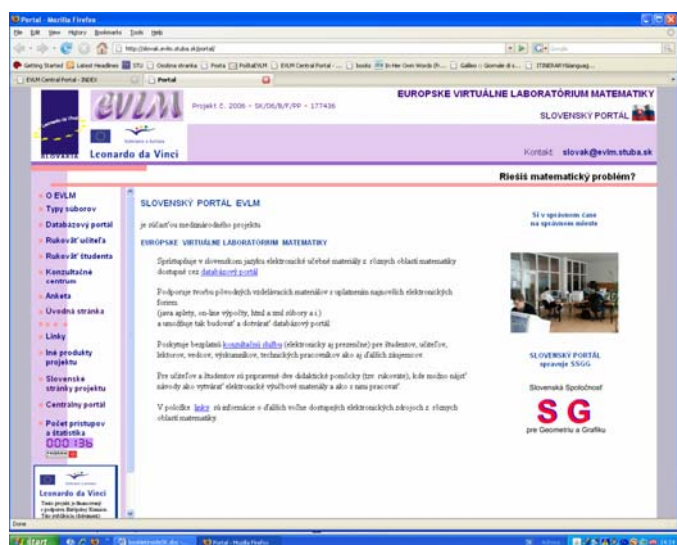 Portal - Mozilla Firefox
File Edit View History Bookmarks Tools Help
http://slovak.evlm.stuba.sk/portal/
Getting Started Latest Headlines STU Osobna stranka Posta PoštaEVLM EVLM Central Portal - ... books In Her Own Words (P... Gallen :: Giornale di s...
EVLM Central Portal - INDEX Portal
EUROPSKE VIRTUÁLNE LABORATÓRIUM MATEMATIKY
EVLM
Projekt č. 2006 - SK/06/B/F/PP - 177436
SLOVENSKÝ PORTÁL
SLOVAKIA Leonardo da Vinci
Kontakt: slovak@evlm.stuba.sk
Riešiš matematický problém?
O EVLM
Typy súborov
Databázový portál
Rukoväť učiteľa
Rukoväť študenta
Konzultačné
centrum
Anketa
Úvodná stránka
Linky
Iné produkty
projektu
Slovenské
stránky projektu
Centrálny portál
Počet prístupov
a štatistika
000136
Leonardo da Vinci
SLOVENSKÝ PORTÁL EVLM
je súčasťou medzinárodného projektu
EUROPSKE VIRTUÁLNE LABORATÓRIUM MATEMATIKY
Sprístupňuje v slovenskom jazyku elektronické učebné materiály z rôznych oblastí matematiky
dostupné cez databázový portál
Podporuje tvorbu pôvodných vzdelávacích materiálov s uplatnením najnovších elektronických
foriem
(java aplety, on-line výpočty, html a xml súbory a i.)
a umožňuje tak budovať a dotvárať databázový portál
Poskytuje bezplatnú konzultačnú službu (elektronicky aj prezenčne) pre študentov, učiteľov,
lektorov, vedcov, výskumníkov, technických pracovníkov ako aj ďalších záujemcov
Pre učiteľov a študentov sú pripravené dve didaktické pomôcky (tzv. rukoväte), kde možno nájsť
návody ako vytvárať elektronické výučbové materiály a ako s nimi pracovať.
V položke linky sú informácie o ďalších voľne dostupných elektronických zdrojoch z rôznych
oblastí matematiky.
Si v správnom čase
na správnom mieste
SLOVENSKÝ PORTÁL
spravuje SSGG
Slovenská Spoločnosť
S G
pre Geometriu a Grafiku
Done
Portal - Mozilla Firefox